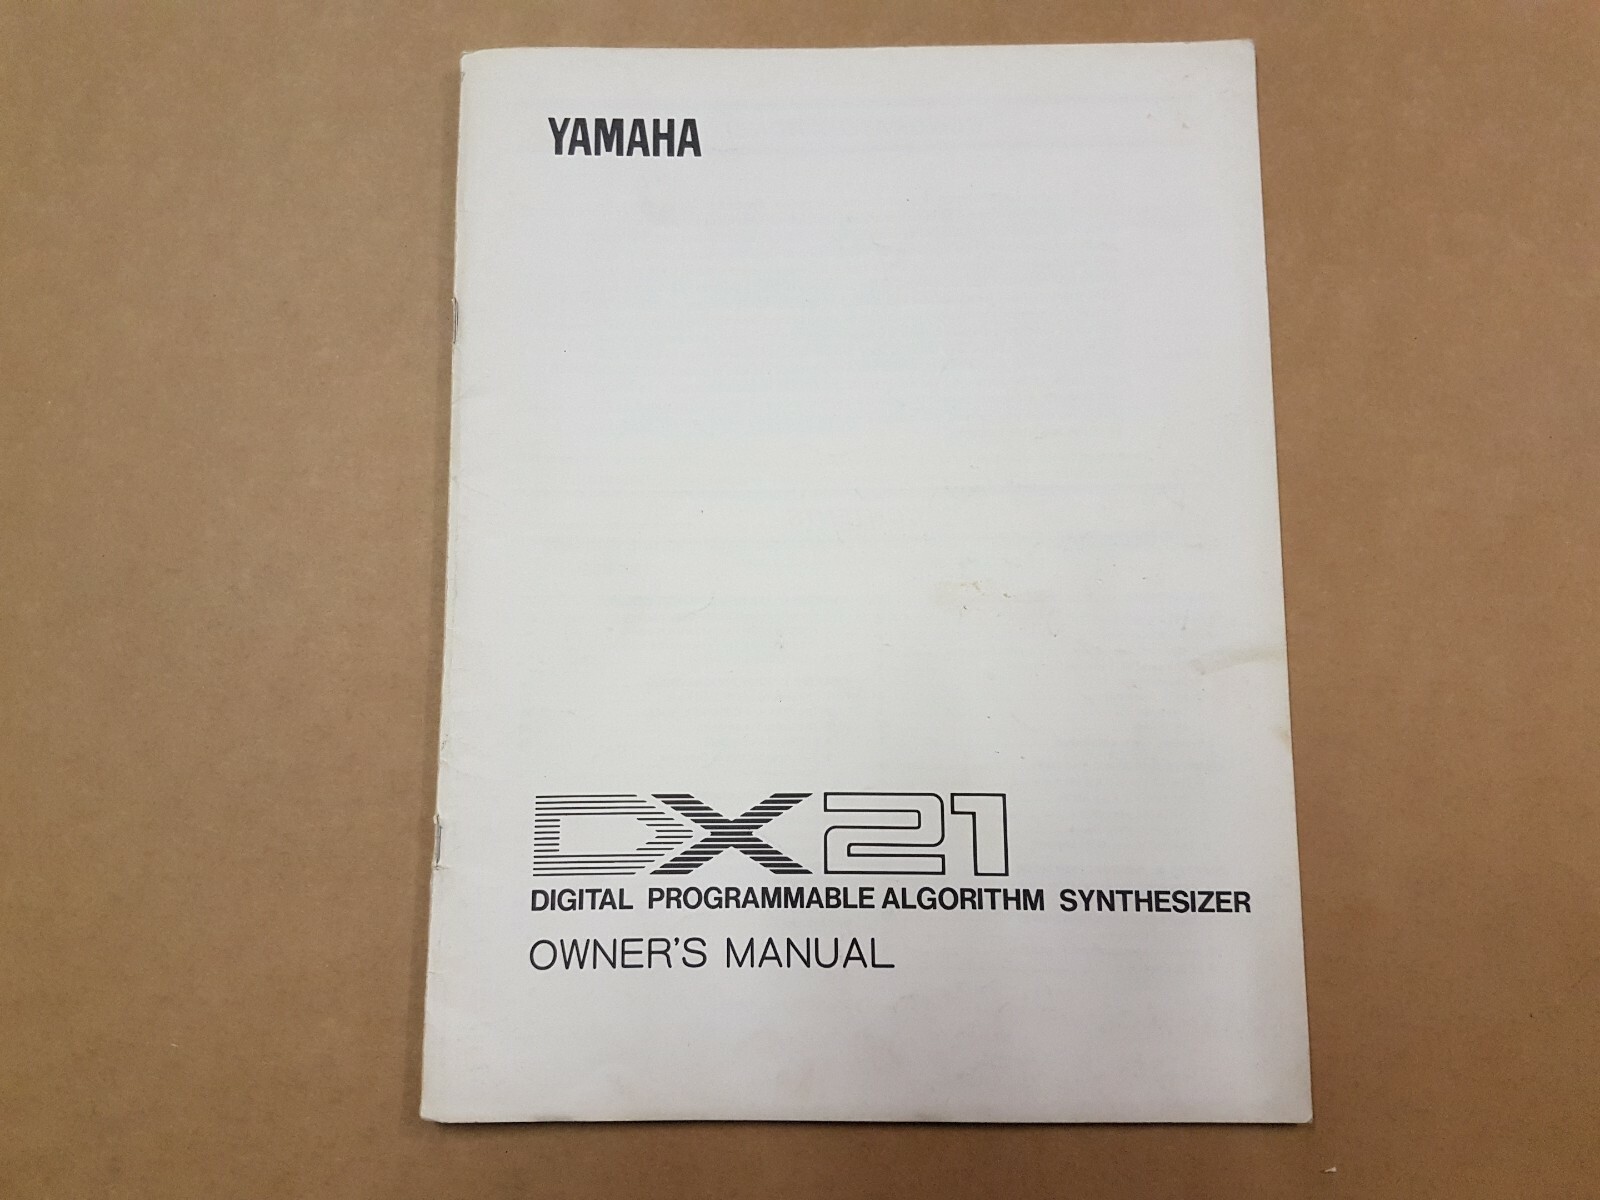 YAMAHA
DX21
DIGITAL PROGRAMMABLE ALGORITHM SYNTHESIZER
OWNER'S MANUAL